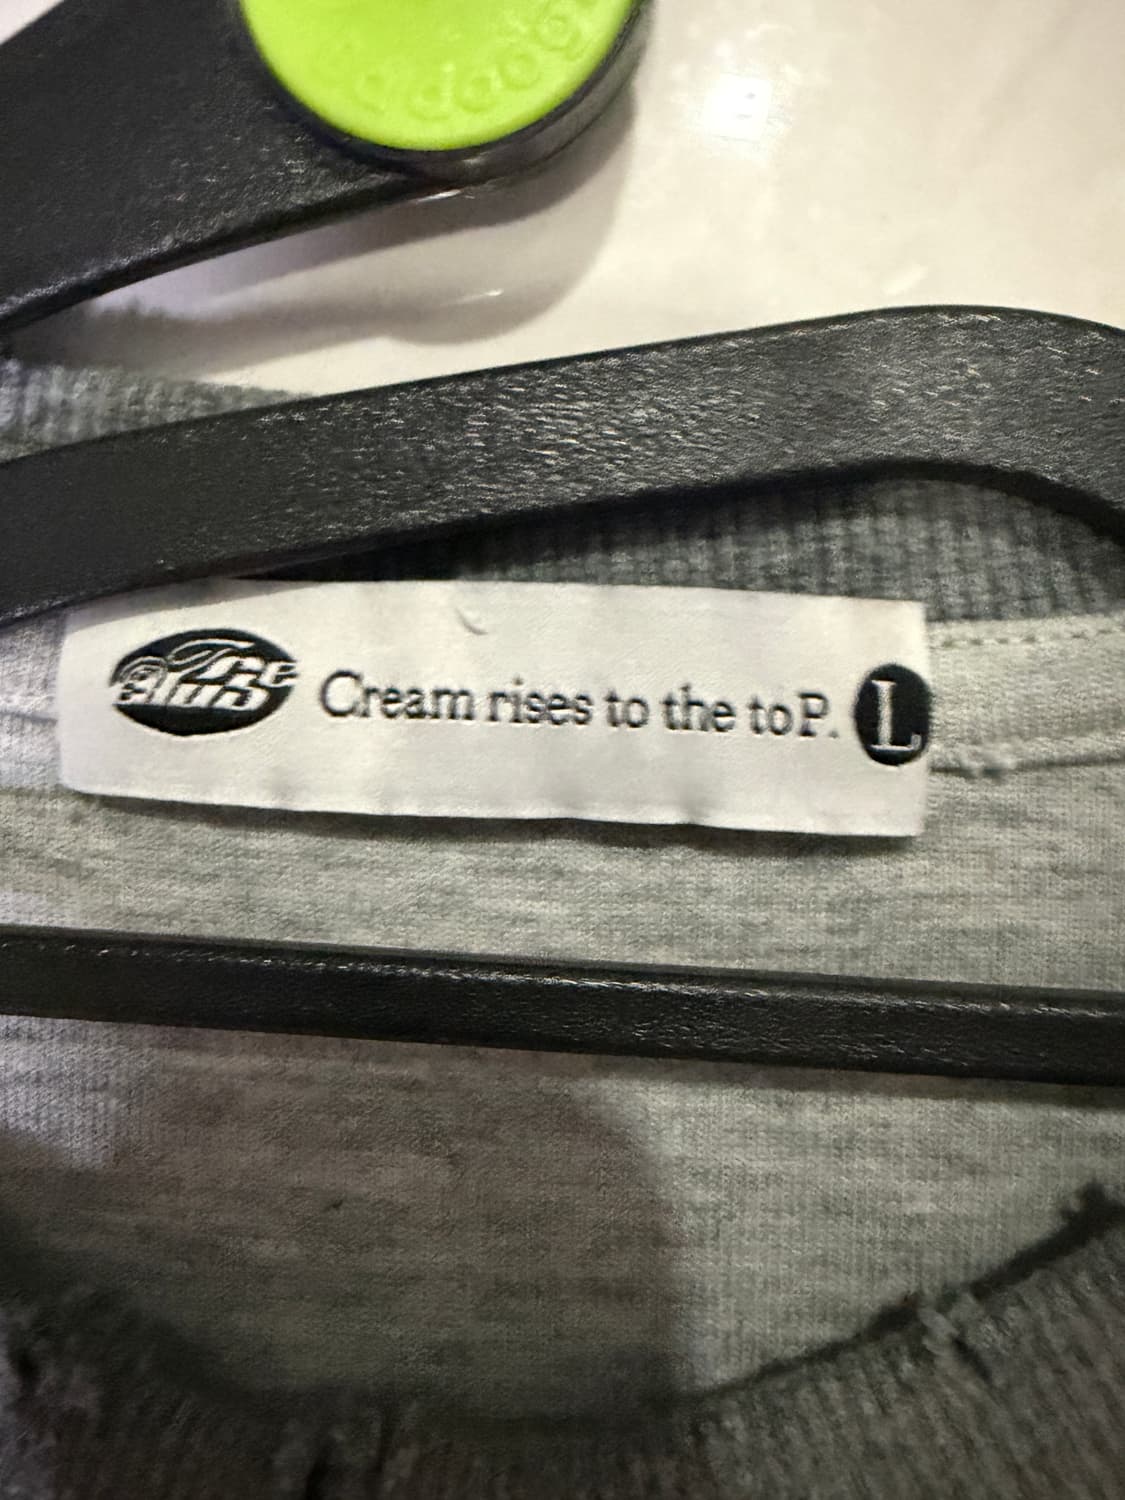 Cream rises to the toP.
L